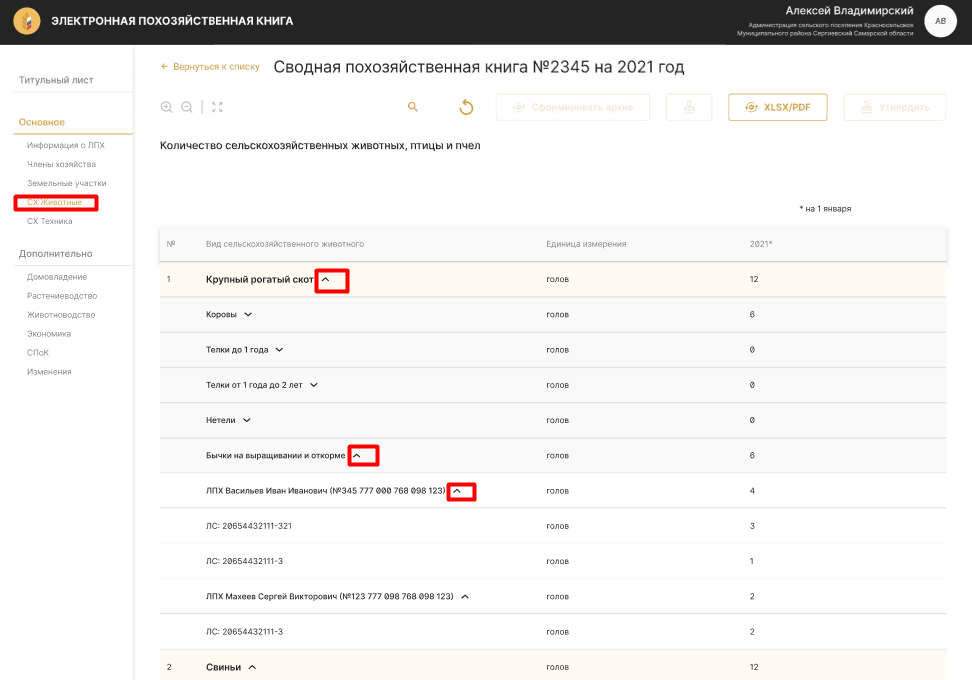 ЭЛЕКТРОННАЯ ПОХОЗЯЙСТВЕННАЯ КНИГА
Алексей Владимирский
Администрация сельского поселения Красносельское
Муниципального района Сергиевский Самарской области
АВ
Титульный лист
Основное
Информация о ЛПХ
Члены хозяйства
Земельные участки
СХ Животные
СХ Техника
Дополнительно
Домовладение
Растениеводство
Животноводство
Экономика
СПоК
Изменения
← Вернуться к списку
Сводная похозяйственная книга №2345 на 2021 год
Сформировать архив
XLSX/PDF
Утвердить
Количество сельскохозяйственных животных, птицы и пчел
* на 1 января
№ Вид сельскохозяйственного животного Единица измерения 2021*
1 Крупный рогатый скот голов 12
Коровы голов 6
Телки до 1 года голов 0
Телки от 1 года до 2 лет голов 0
Нетели голов 0
Бычки на выращивании и откорме голов 6
ЛПХ Васильев Иван Иванович (№345 777 000 768 098 123) голов 4
ЛС: 20654432111-321 голов 3
ЛС: 20654432111-3 голов 1
ЛПХ Махеев Сергей Викторович (№123 777 098 768 098 123) голов 2
ЛС: 20654432111-3 голов 2
2 Свиньи голов 12